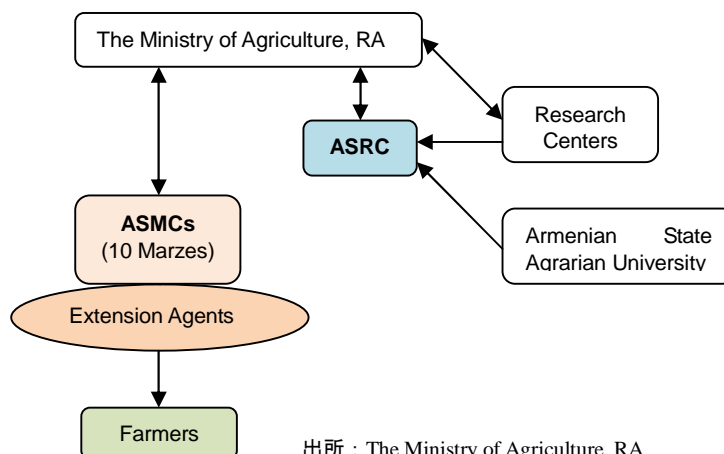 The Ministry of Agriculture, RA
Research
Centers
ASRC
ASMCs
(10 Marzes)
Armenian State
Agrarian University
Extension Agents
Farmers
出所：The Ministry of Agriculture, RA